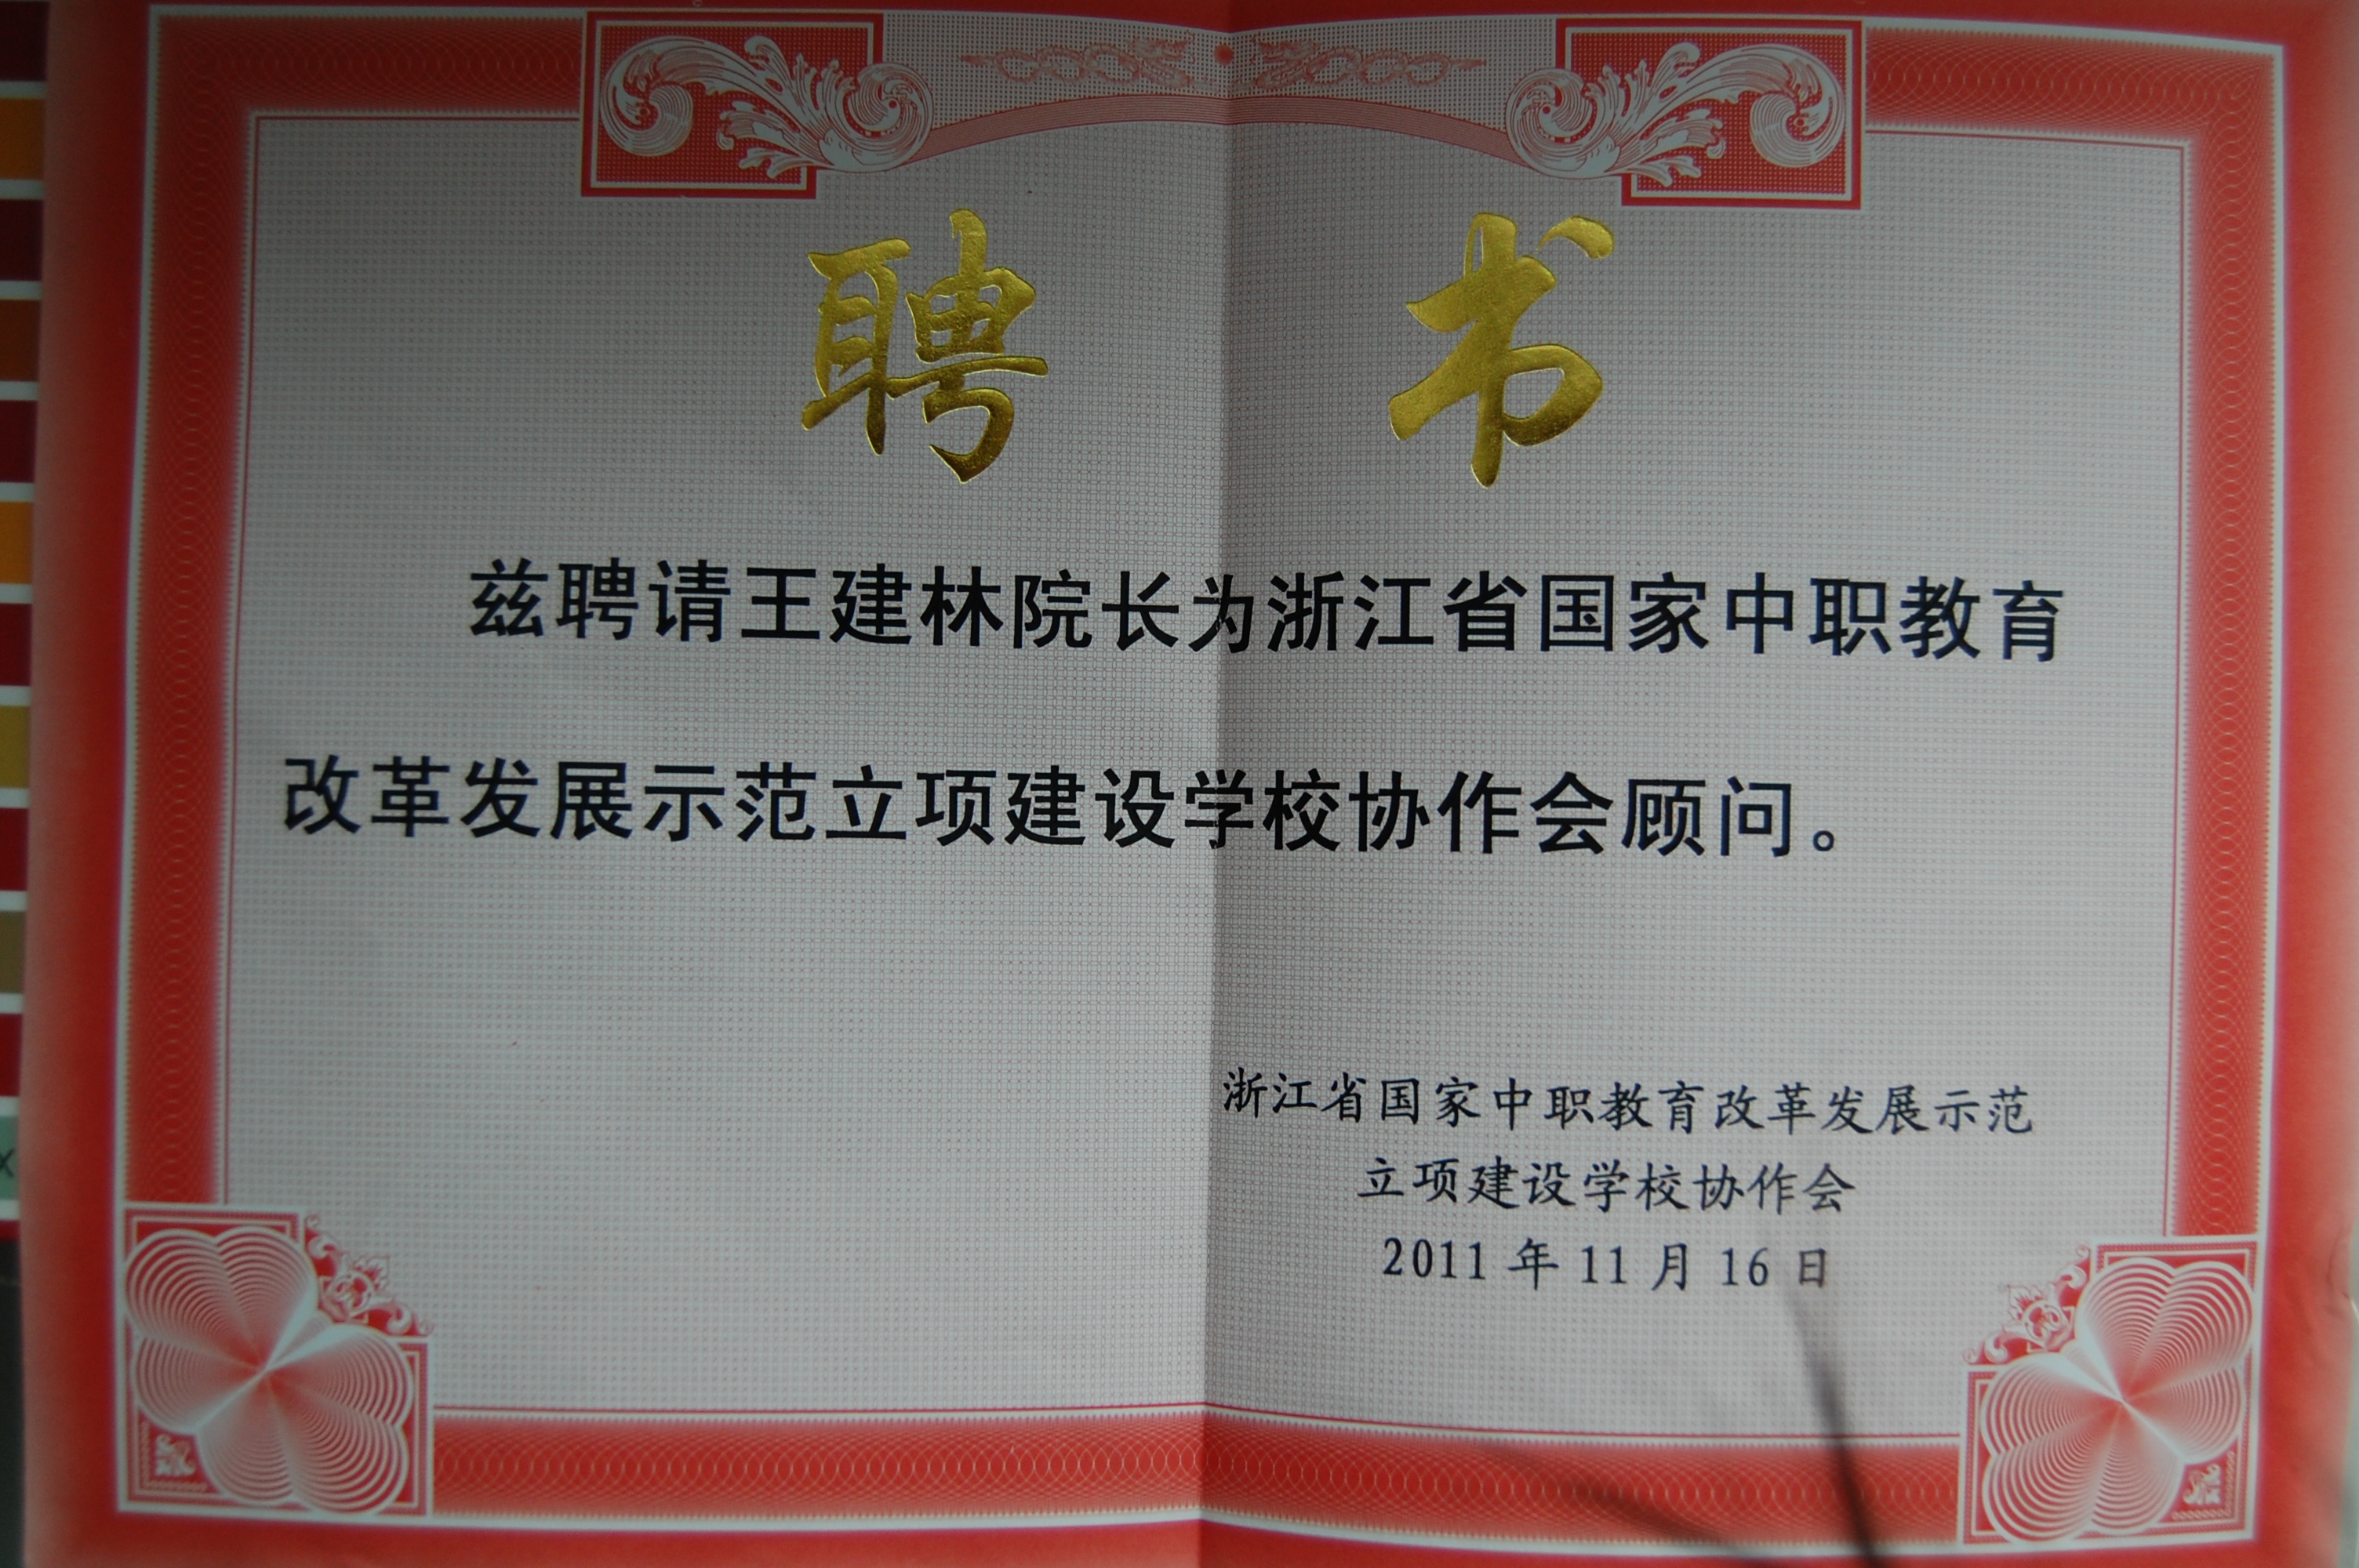 聘书
兹聘请王建林院长为浙江省国家中职教育
改革发展示范立项建设学校协作会顾问。
浙江省国家中职教育改革发展示范
立项建设学校协作会
2011年11月16日
X